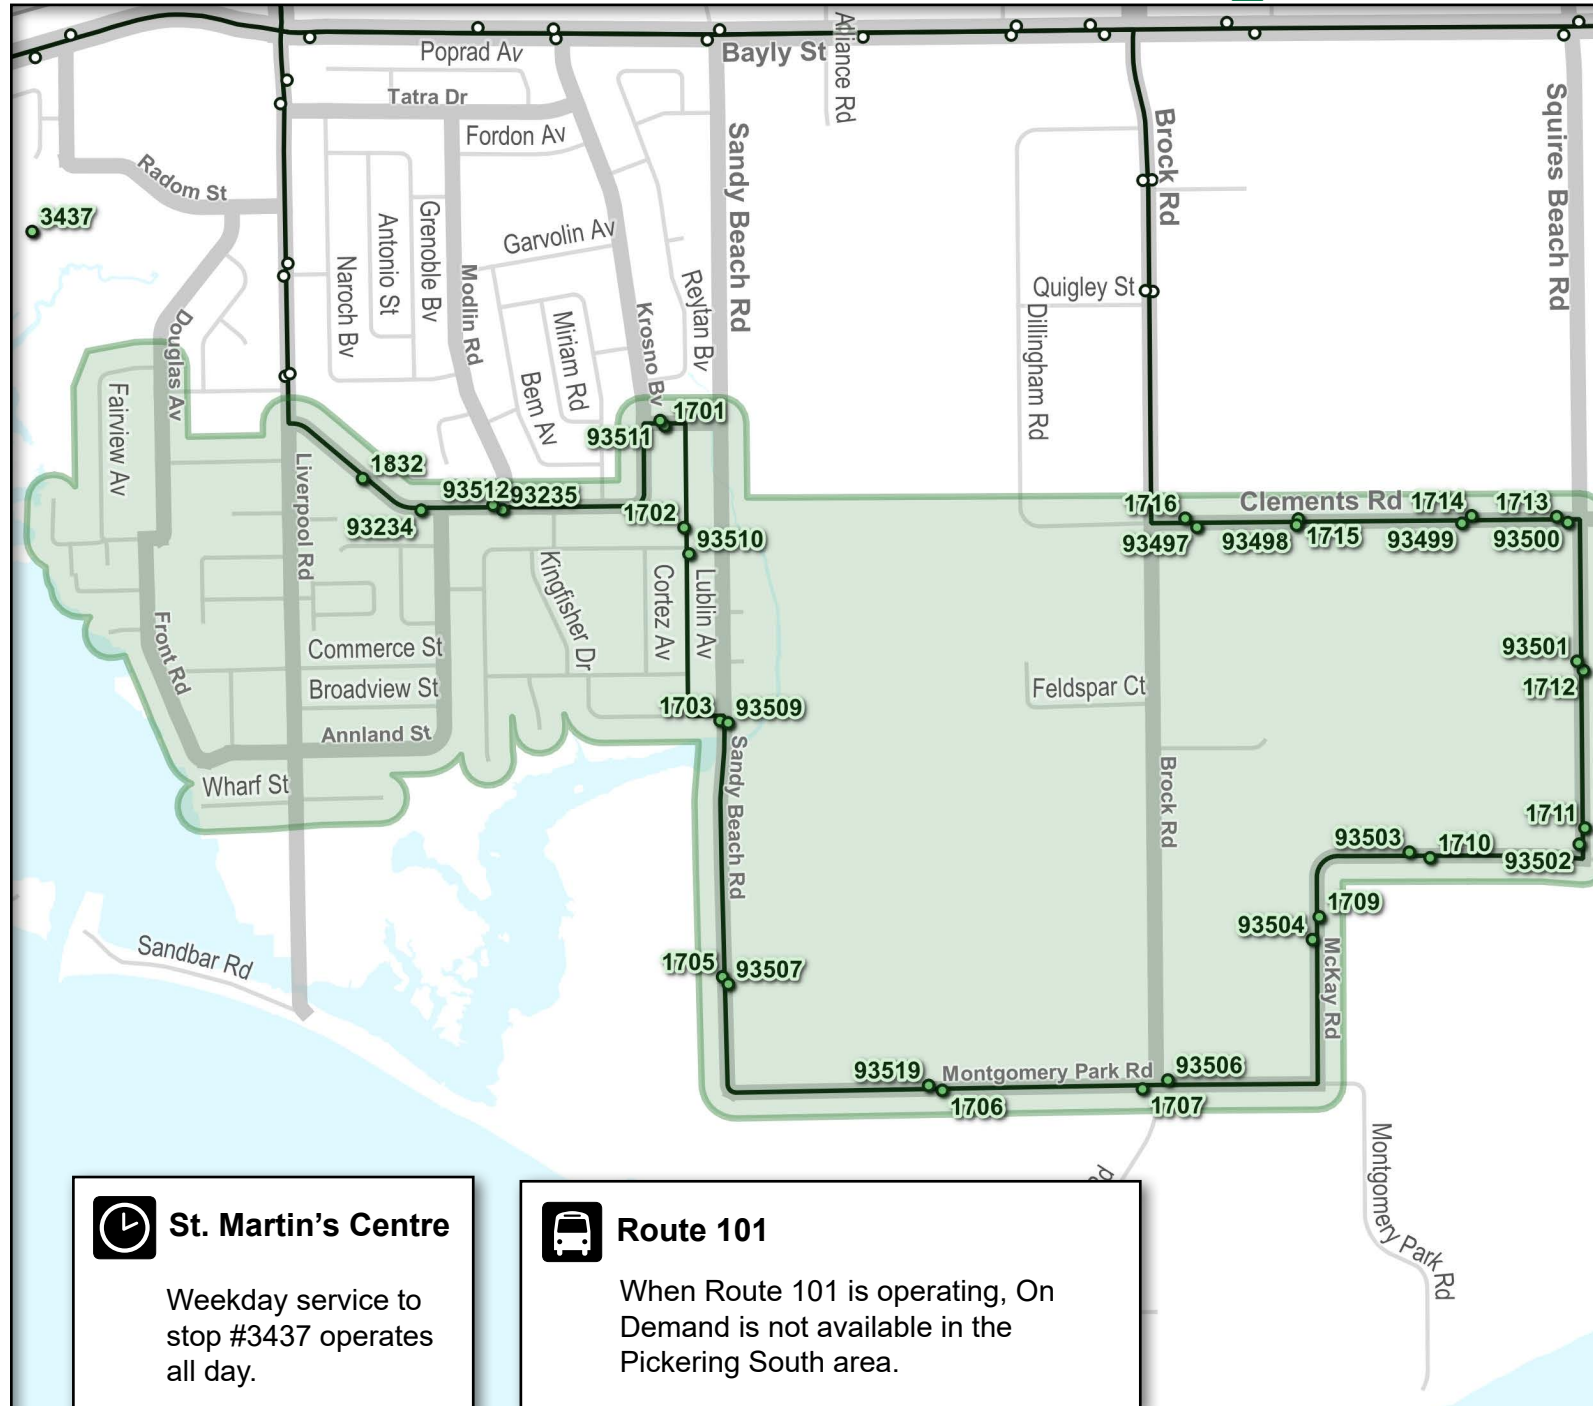 Poprad Av
Bayly St
Alliance Rd
Tatra Dr
Fordon Av
Sandy Beach Rd
Brock Rd
Squires Beach Rd
Radom St
3437
Naroch Bv
Antonio St
Grenoble Bv
Modlin Rd
Garvolin Av
Reytan Bv
Krosno Bv
Miriam Rd
Bem Av
Quigley St
Dillingham Rd
Douglas Av
Fairview Av
Liverpool Rd
1701
93511
1832
93234
93512
93235
1702
93510
1716
Clements Rd
1714
1713
93497
93498
1715
93499
93500
Kingfisher Dr
Cortez Av
Lublin Av
Front Rd
Commerce St
Broadview St
Annland St
Wharf St
93501
1712
Feldspar Ct
1703
93509
Sandy Beach Rd
Brock Rd
1711
93503
1710
93502
1709
93504
McKay Rd
Sandbar Rd
1705
93507
93519
Montgomery Park Rd
93506
1706
1707
Montgomery Park Rd
Rd
St. Martin's Centre
Weekday service to
stop #3437 operates
all day.
Route 101
When Route 101 is operating, On
Demand is not available in the
Pickering South area.